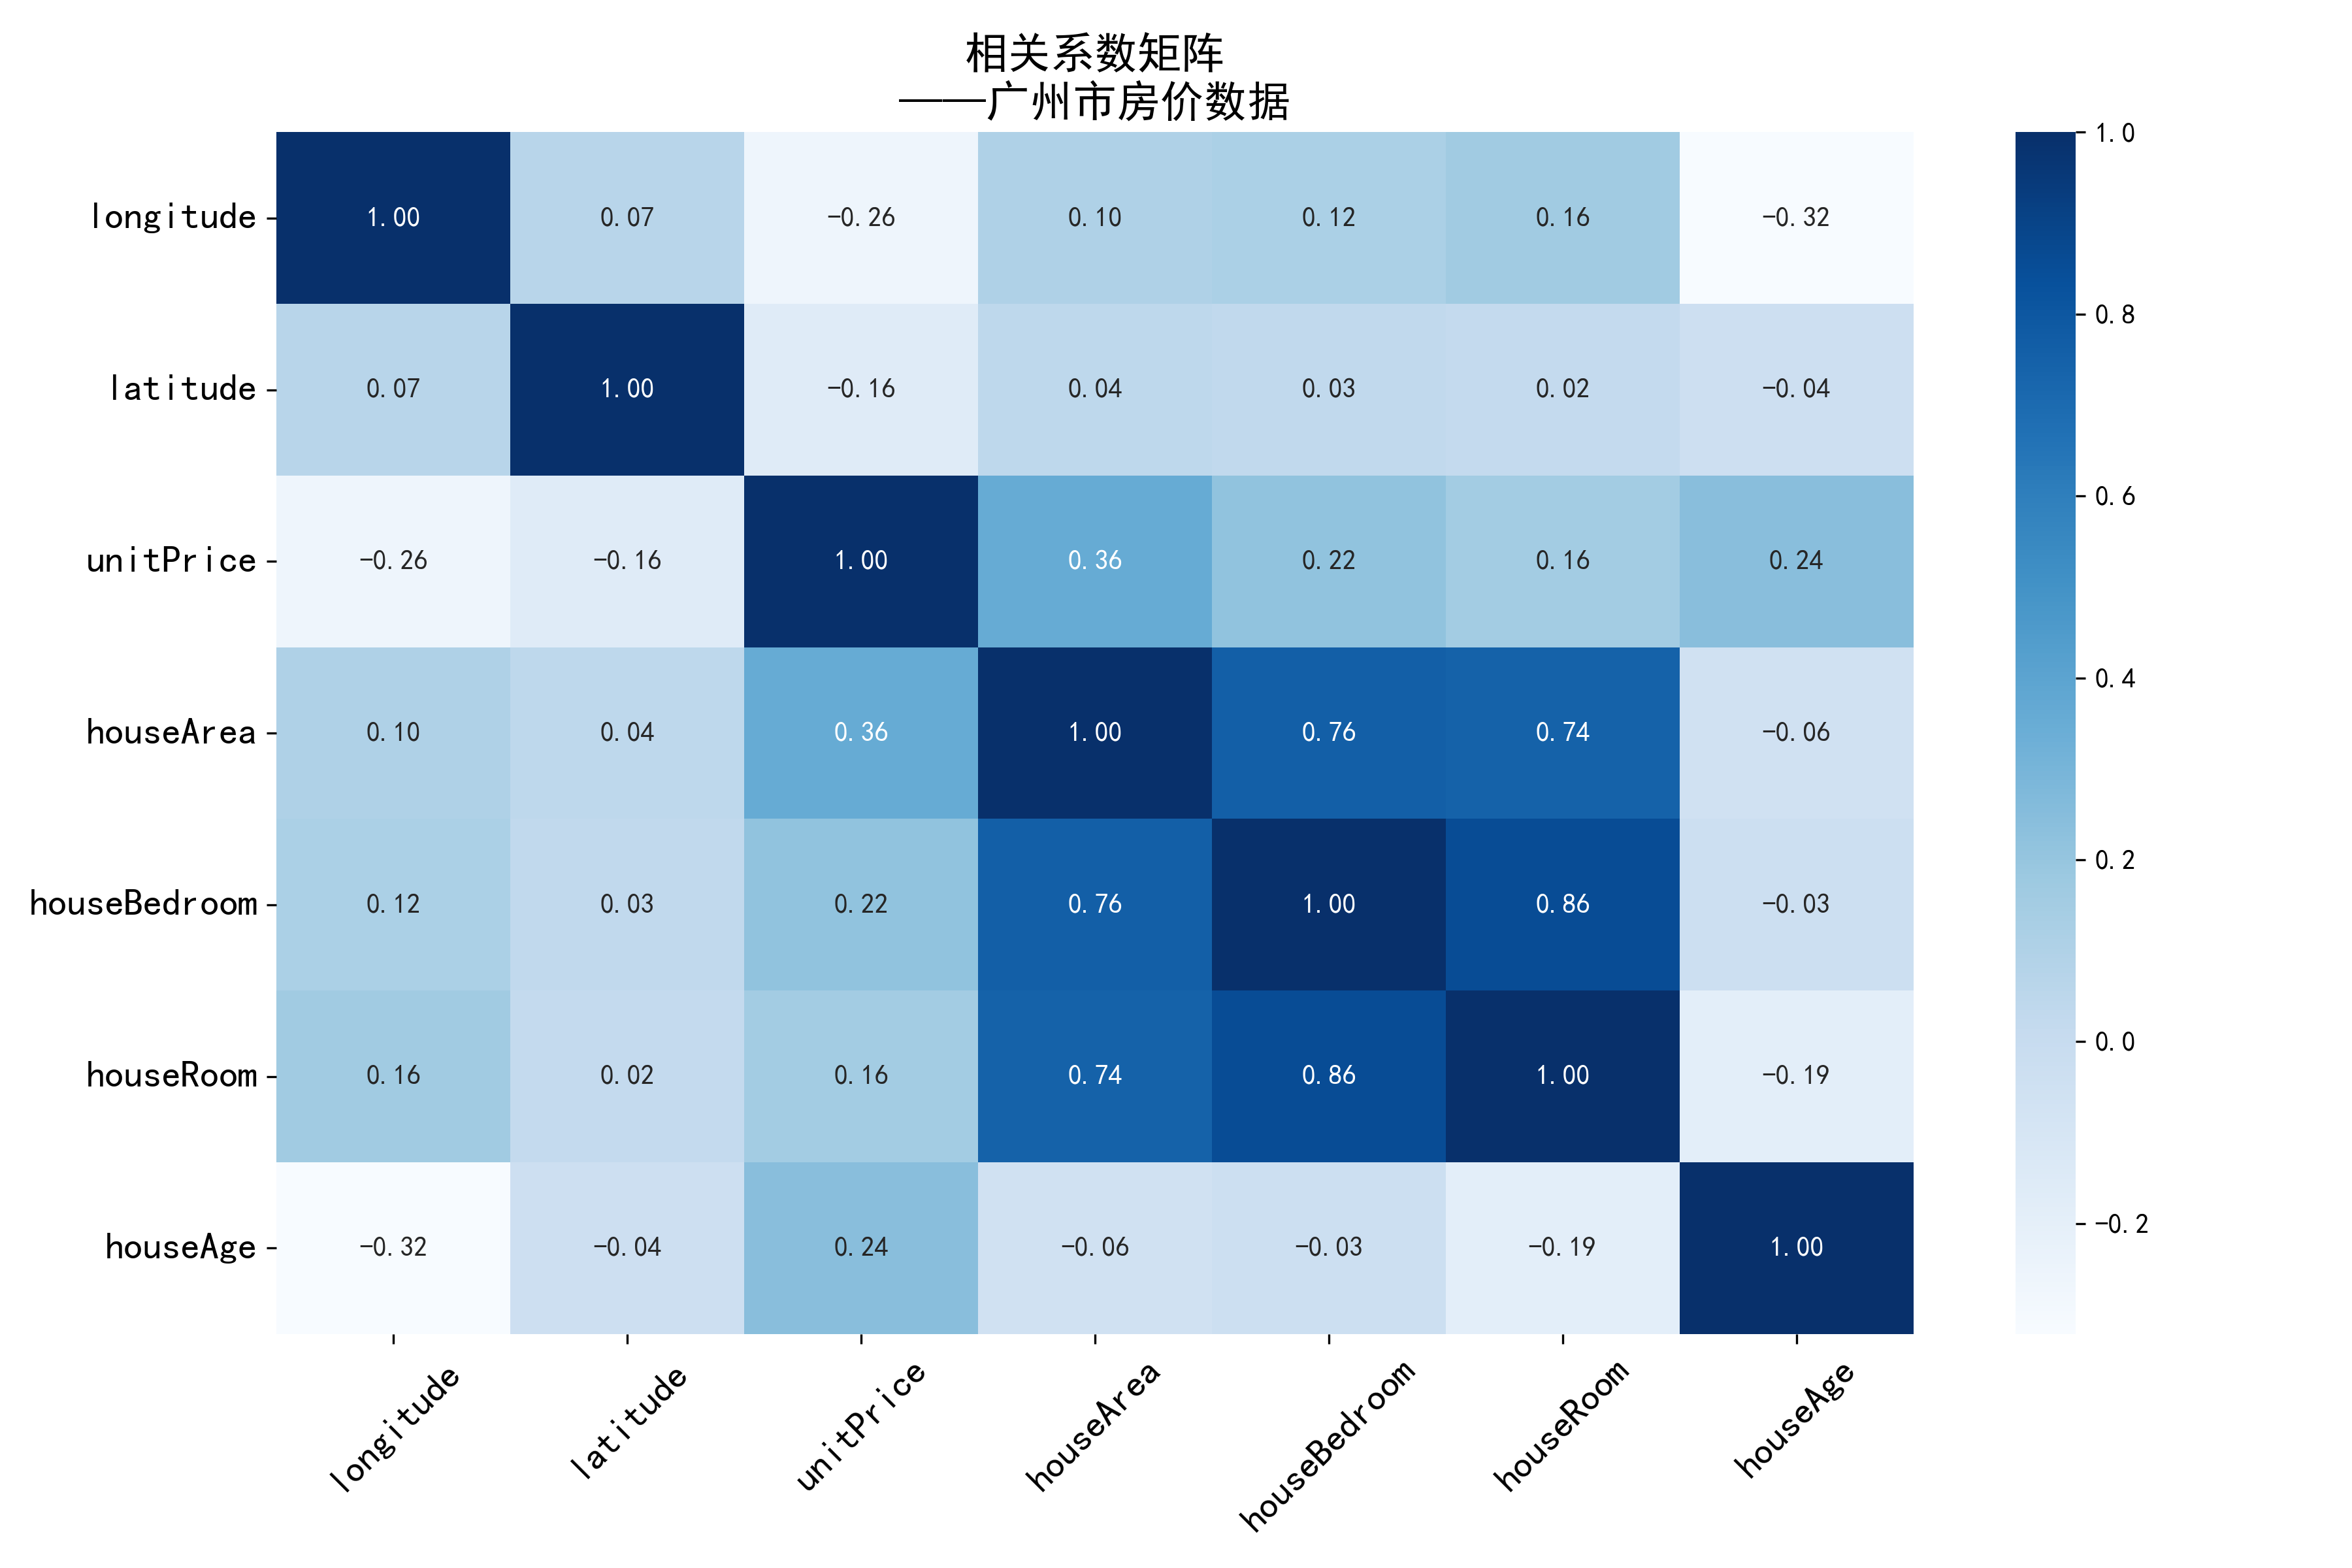 相关系数矩阵
——广州市房价数据
longitude 1.00 0.07 -0.26 0.10 0.12 0.16 -0.32
latitude 0.07 1.00 -0.16 0.04 0.03 0.02 -0.04
unitPrice -0.26 -0.16 1.00 0.36 0.22 0.16 0.24
houseArea 0.10 0.04 0.36 1.00 0.76 0.74 -0.06
houseBedroom 0.12 0.03 0.22 0.76 1.00 0.86 -0.03
houseRoom 0.16 0.02 0.16 0.74 0.86 1.00 -0.19
houseAge -0.32 -0.04 0.24 -0.06 -0.03 -0.19 1.00
longitude latitude unitPrice houseArea houseBedroom houseRoom houseAge
1.0
0.8
0.6
0.4
0.2
0.0
-0.2